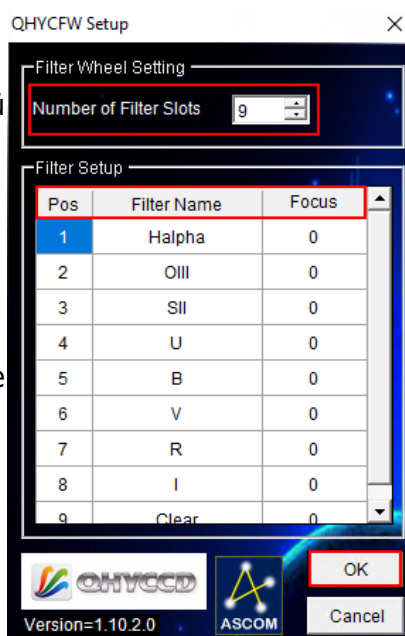 QHYCFW Setup
Filter Wheel Setting
Number of Filter Slots 9
Filter Setup
Pos Filter Name Focus
1 Halpha 0
2 OIII 0
3 SII 0
4 U 0
5 B 0
6 V 0
7 R 0
8 I 0
9 Clear 0
QHYCCD
OK
Version=1.10.2.0
ASCOM
Cancel